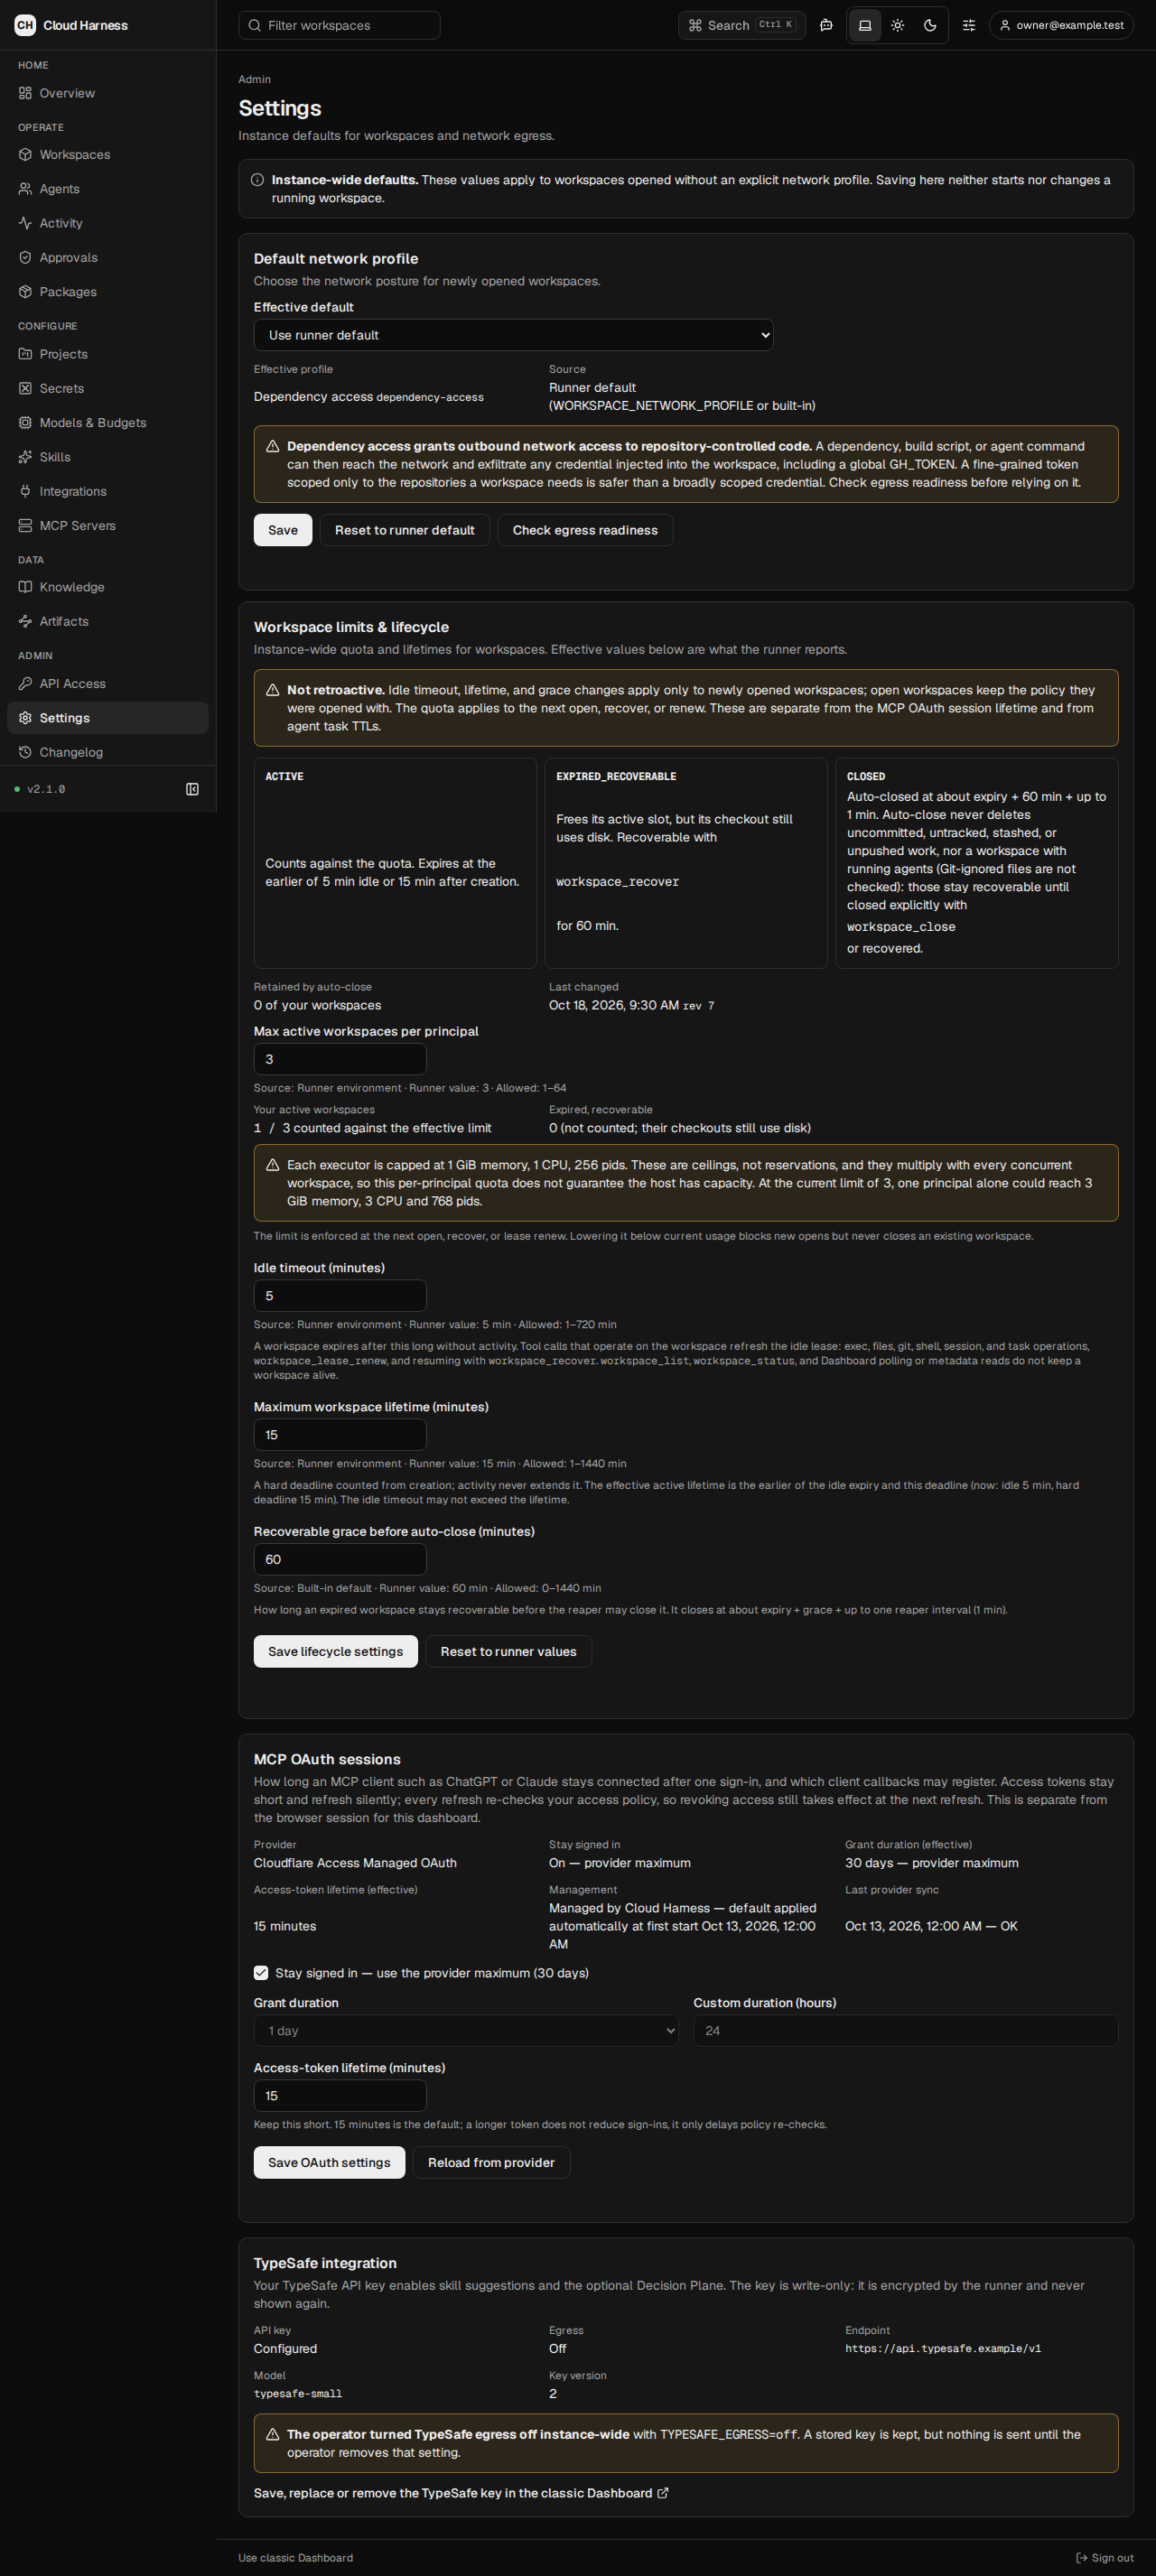 CH Cloud Harness
Filter workspaces
Search Ctrl K
owner@example.test
HOME
Overview
OPERATE
Workspaces
Agents
Activity
Approvals
Packages
CONFIGURE
Projects
Secrets
Models & Budgets
Skills
Integrations
MCP Servers
DATA
Knowledge
Artifacts
ADMIN
API Access
Settings
Changelog
v2.1.0
Admin
Settings
Instance defaults for workspaces and network egress.
Instance-wide defaults. These values apply to workspaces opened without an explicit network profile. Saving here neither starts nor changes a
running workspace.
Default network profile
Choose the network posture for newly opened workspaces.
Effective default
Use runner default
Effective profile
Dependency access dependency-access
Source
Runner default
(WORKSPACE_NETWORK_PROFILE or built-in)
Dependency access grants outbound network access to repository-controlled code. A dependency, build script, or agent command
can then reach the network and exfiltrate any credential injected into the workspace, including a global GH_TOKEN. A fine-grained token
scoped only to the repositories a workspace needs is safer than a broadly scoped credential. Check egress readiness before relying on it.
Save
Reset to runner default
Check egress readiness
Workspace limits & lifecycle
Instance-wide quota and lifetimes for workspaces. Effective values below are what the runner reports.
Not retroactive. Idle timeout, lifetime, and grace changes apply only to newly opened workspaces; open workspaces keep the policy they
were opened with. The quota applies to the next open, recover, or renew. These are separate from the MCP OAuth session lifetime and from
agent task TTLs.
ACTIVE
Counts against the quota. Expires at the
earlier of 5 min idle or 15 min after creation.
EXPIRED_RECOVERABLE
Frees its active slot, but its checkout still
uses disk. Recoverable with
workspace_recover
for 60 min.
CLOSED
Auto-closed at about expiry + 60 min + up to
1 min. Auto-close never deletes
uncommitted, untracked, stashed, or
unpushed work, nor a workspace with
running agents (Git-ignored files are not
checked): those stay recoverable until
closed explicitly with
workspace_close
or recovered.
Retained by auto-close
0 of your workspaces
Last changed
Oct 18, 2026, 9:30 AM rev 7
Max active workspaces per principal
3
Source: Runner environment · Runner value: 3 · Allowed: 1–64
Your active workspaces
1 / 3 counted against the effective limit
Expired, recoverable
0 (not counted; their checkouts still use disk)
Each executor is capped at 1 GiB memory, 1 CPU, 256 pids. These are ceilings, not reservations, and they multiply with every concurrent
workspace, so this per-principal quota does not guarantee the host has capacity. At the current limit of 3, one principal alone could reach 3
GiB memory, 3 CPU and 768 pids.
The limit is enforced at the next open, recover, or lease renew. Lowering it below current usage blocks new opens but never closes an existing workspace.
Idle timeout (minutes)
5
Source: Runner environment · Runner value: 5 min · Allowed: 1–720 min
A workspace expires after this long without activity. Tool calls that operate on the workspace refresh the idle lease: exec, files, git, shell, session, and task operations,
workspace_lease_renew, and resuming with workspace_recover. workspace_list, workspace_status, and Dashboard polling or metadata reads do not keep a
workspace alive.
Maximum workspace lifetime (minutes)
15
Source: Runner environment · Runner value: 15 min · Allowed: 1–1440 min
A hard deadline counted from creation; activity never extends it. The effective active lifetime is the earlier of the idle expiry and this deadline (now: idle 5 min, hard
deadline 15 min). The idle timeout may not exceed the lifetime.
Recoverable grace before auto-close (minutes)
60
Source: Built-in default · Runner value: 60 min · Allowed: 0–1440 min
How long an expired workspace stays recoverable before the reaper may close it. It closes at about expiry + grace + up to one reaper interval (1 min).
Save lifecycle settings
Reset to runner values
MCP OAuth sessions
How long an MCP client such as ChatGPT or Claude stays connected after one sign-in, and which client callbacks may register. Access tokens stay
short and refresh silently; every refresh re-checks your access policy, so revoking access still takes effect at the next refresh. This is separate from
the browser session for this dashboard.
Provider
Cloudflare Access Managed OAuth
Stay signed in
On — provider maximum
Grant duration (effective)
30 days — provider maximum
Access-token lifetime (effective)
15 minutes
Management
Managed by Cloud Harness — default applied
automatically at first start Oct 13, 2026, 12:00
AM
Last provider sync
Oct 13, 2026, 12:00 AM — OK
Stay signed in — use the provider maximum (30 days)
Grant duration
1 day
Custom duration (hours)
24
Access-token lifetime (minutes)
15
Keep this short. 15 minutes is the default; a longer token does not reduce sign-ins, it only delays policy re-checks.
Save OAuth settings
Reload from provider
TypeSafe integration
Your TypeSafe API key enables skill suggestions and the optional Decision Plane. The key is write-only: it is encrypted by the runner and never
shown again.
API key
Configured
Egress
Off
Endpoint
https://api.typesafe.example/v1
Model
typesafe-small
Key version
2
The operator turned TypeSafe egress off instance-wide with TYPESAFE_EGRESS=off. A stored key is kept, but nothing is sent until the
operator removes that setting.
Save, replace or remove the TypeSafe key in the classic Dashboard
Use classic Dashboard
Sign out